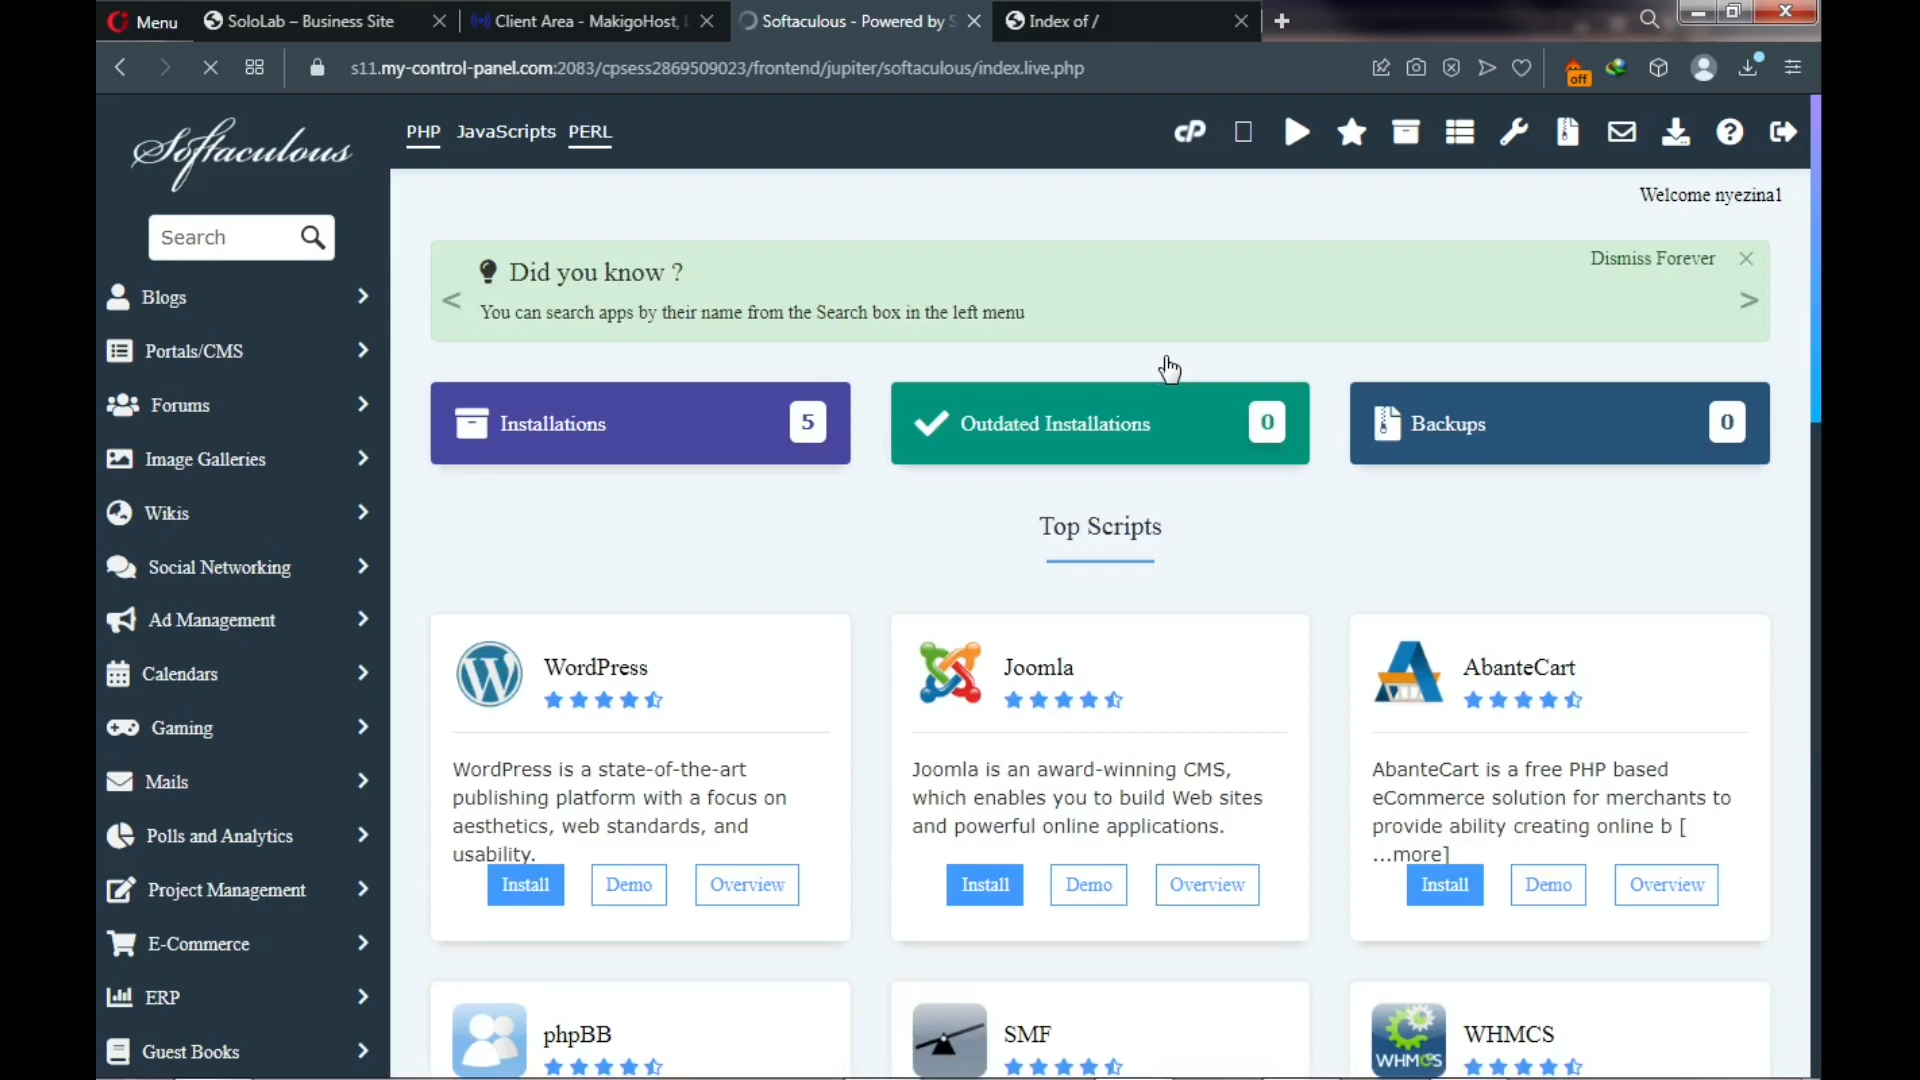 Menu
SoloLab – Business Site
Client Area - MakigoHost,
Softaculous - Powered by S
Index of /
s11.my-control-panel.com:2083/cpsess2869509023/frontend/jupiter/softaculous/index.live.php
off
Softaculous
PHP JavaScripts PERL
cP
Welcome nyezina1
Search
Did you know ?
Dismiss Forever
You can search apps by their name from the Search box in the left menu
Blogs
Portals/CMS
Forums
Image Galleries
Wikis
Social Networking
Ad Management
Calendars
Gaming
Mails
Polls and Analytics
Project Management
E-Commerce
ERP
Guest Books
Installations 5
Outdated Installations 0
Backups 0
Top Scripts
WordPress
WordPress is a state-of-the-art
publishing platform with a focus on
aesthetics, web standards, and
usability.
Install Demo Overview
Joomla
Joomla is an award-winning CMS,
which enables you to build Web sites
and powerful online applications.
Install Demo Overview
AbanteCart
AbanteCart is a free PHP based
eCommerce solution for merchants to
provide ability creating online b [
...more]
Install Demo Overview
phpBB
SMF
WHMCS
WHMCS